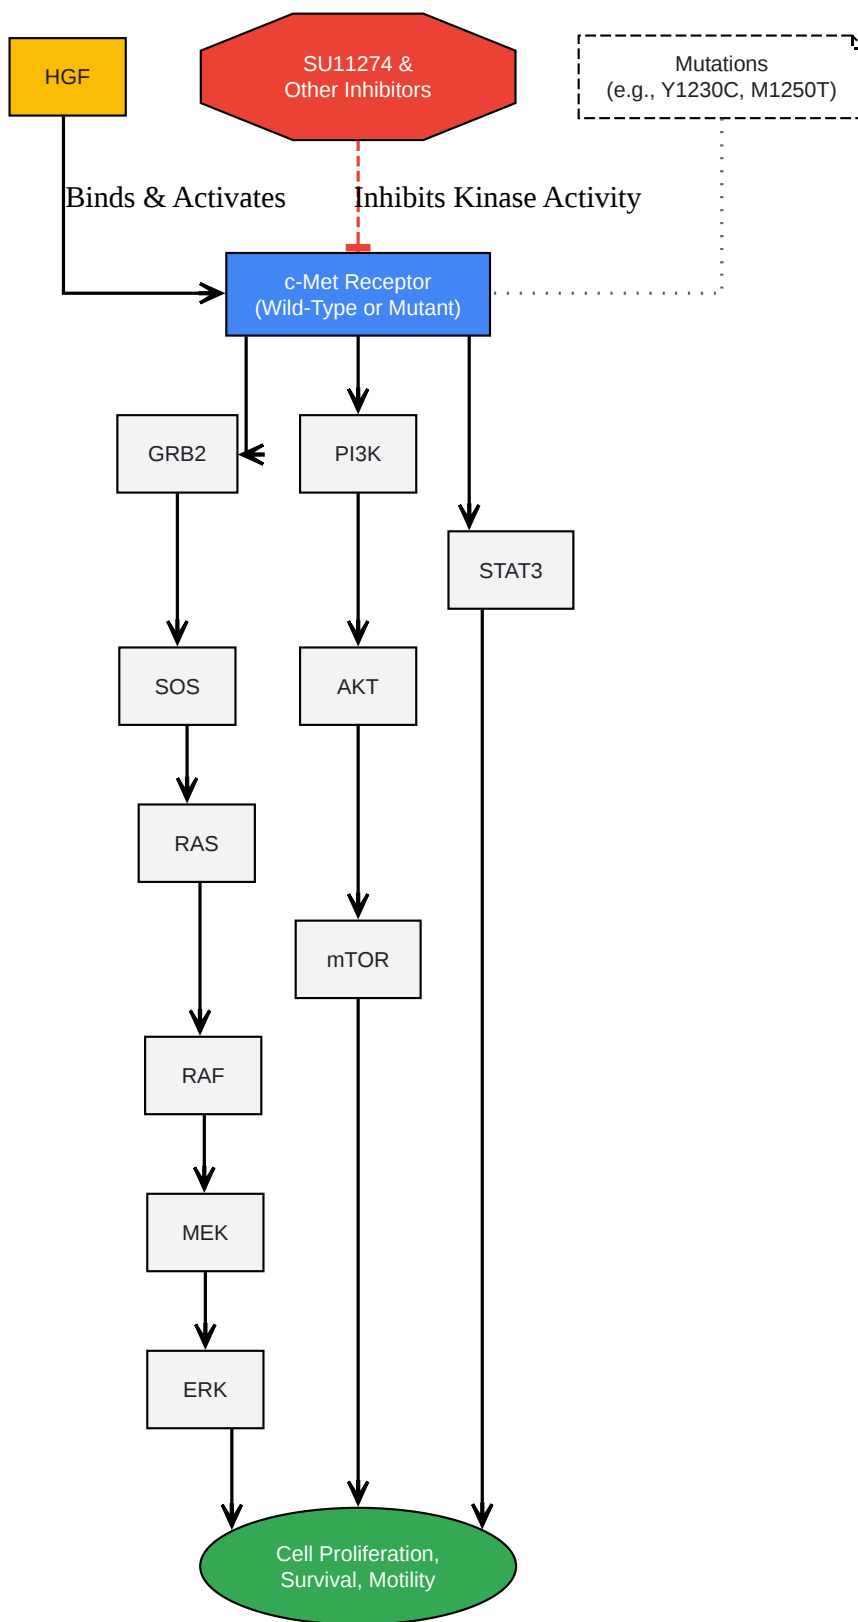 HGF
SU11274 &
Other Inhibitors
Mutations
(e.g., Y1230C, M1250T)
Binds & Activates
Inhibits Kinase Activity
c-Met Receptor
(Wild-Type or Mutant)
GRB2
PI3K
STAT3
SOS
AKT
RAS
mTOR
RAF
MEK
ERK
Cell Proliferation,
Survival, Motility